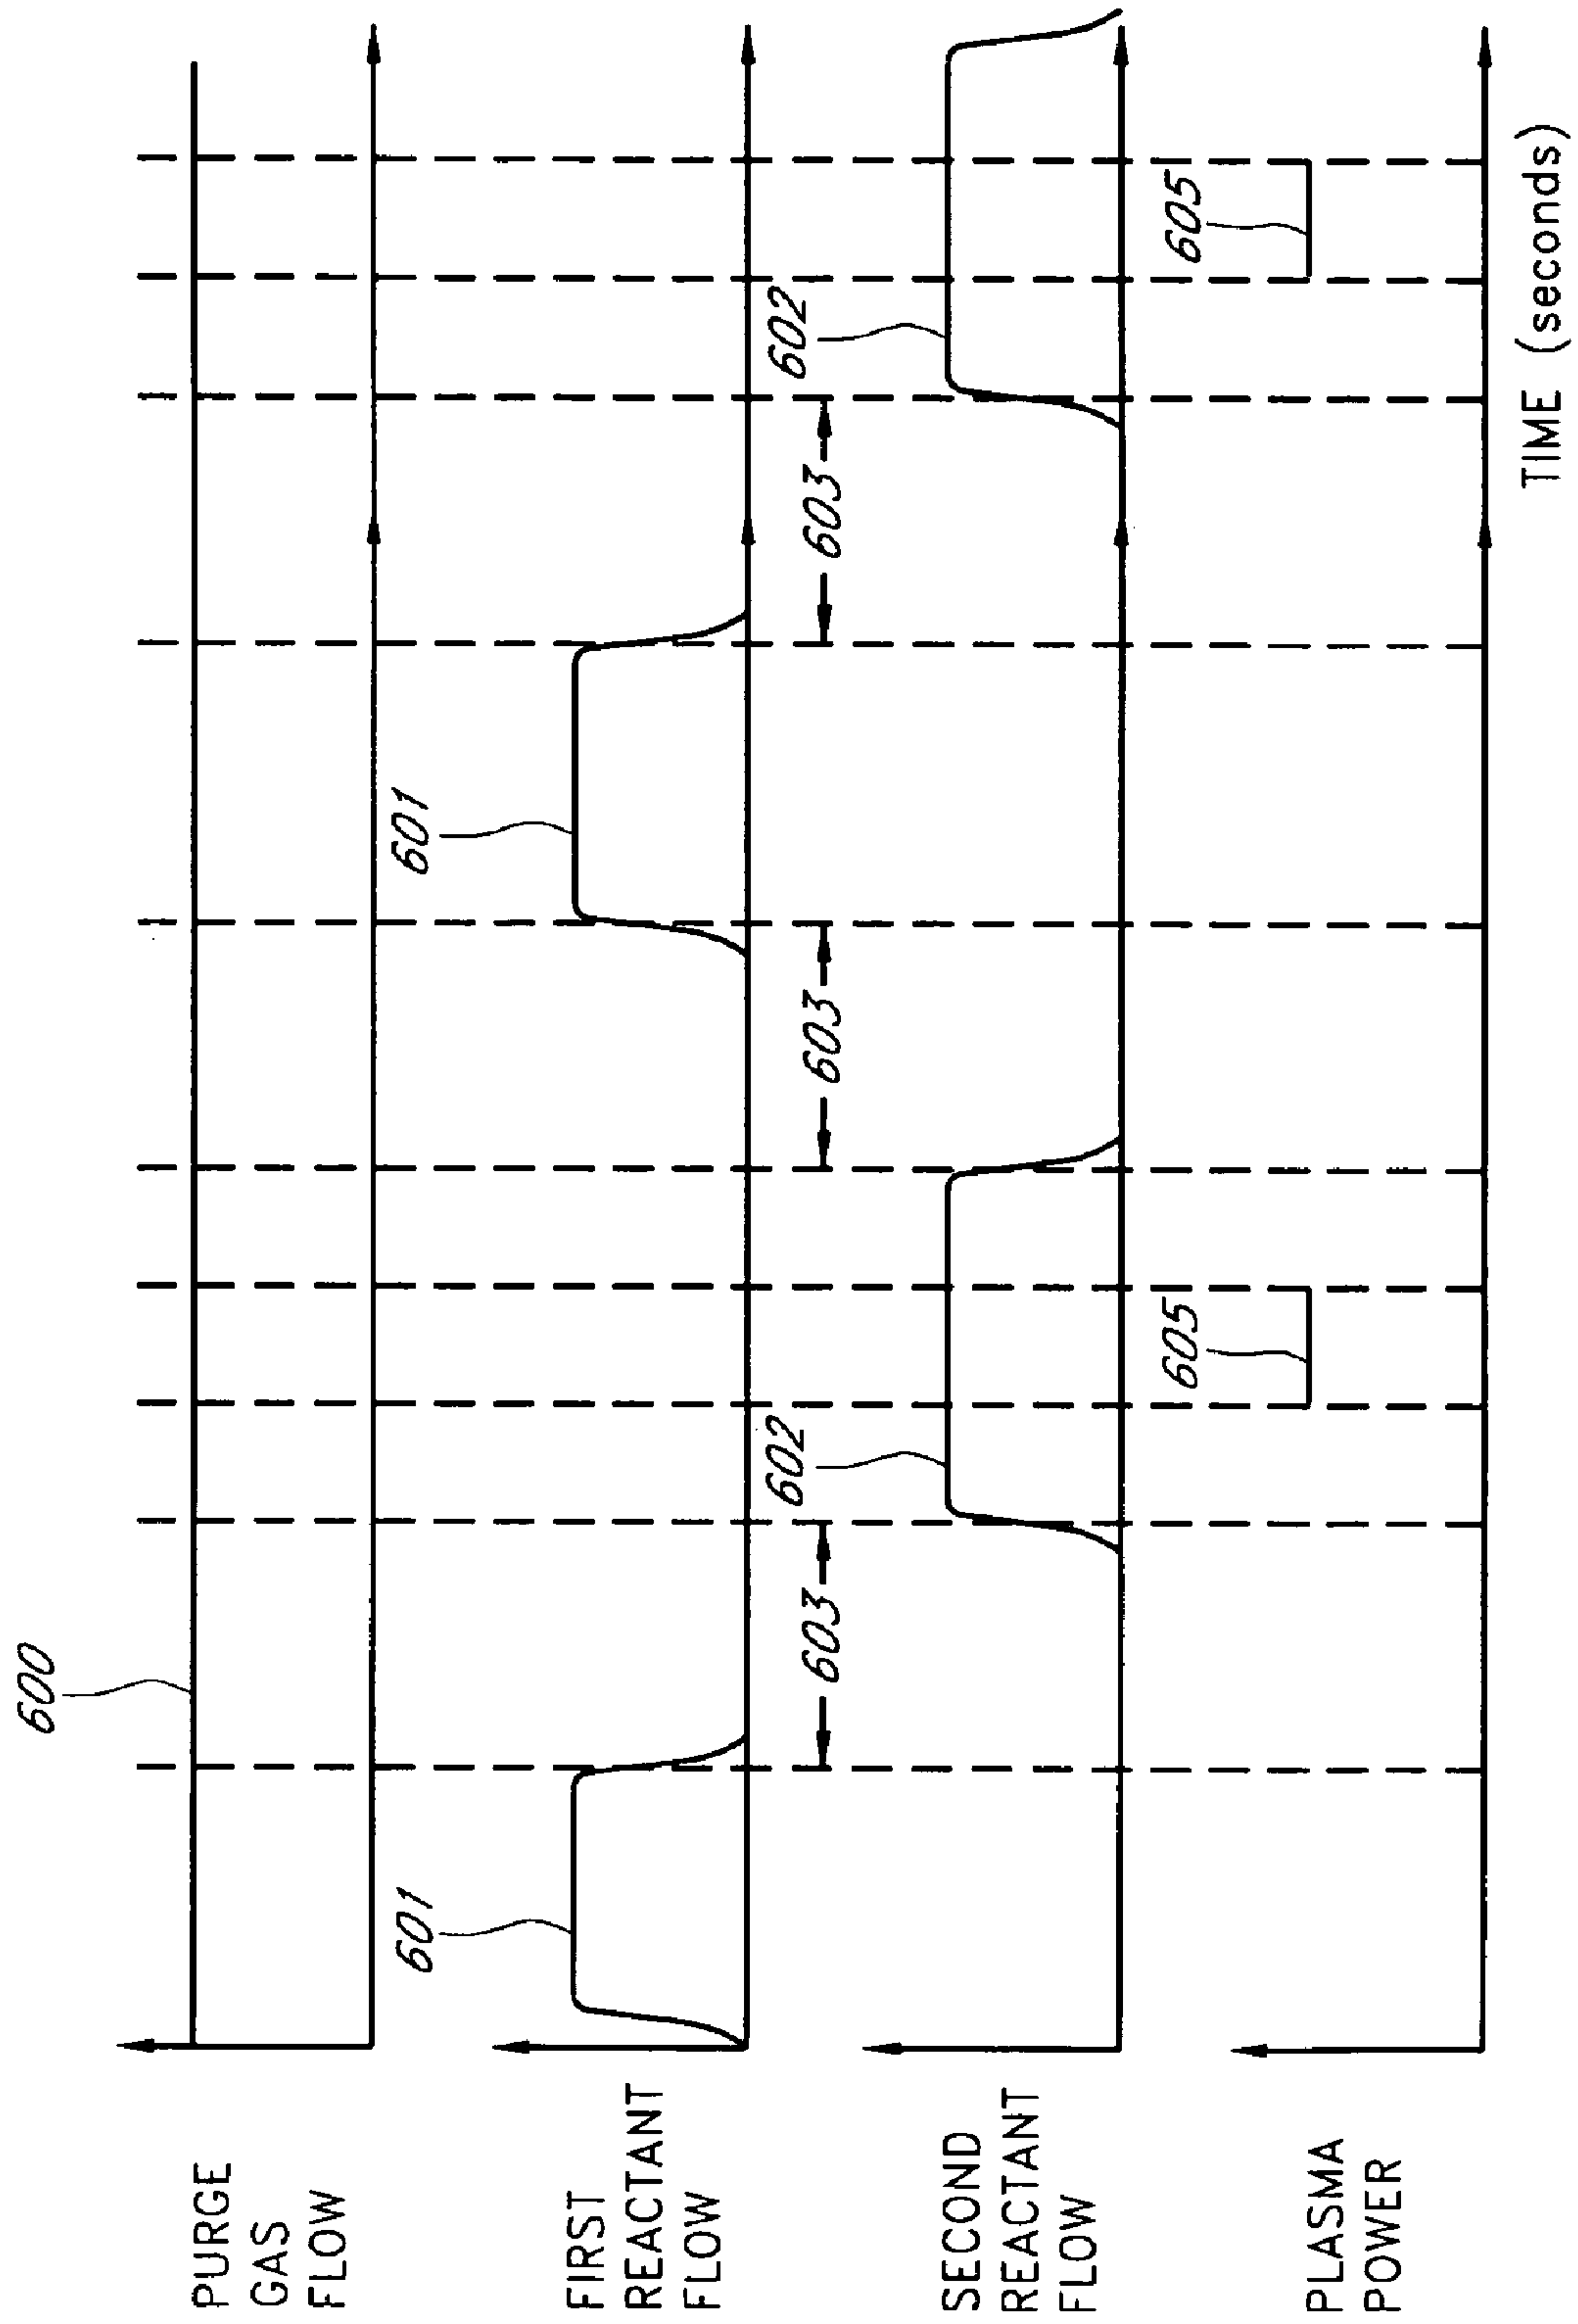 600
PURGE
GAS
FLOW
601
601
FIRST
REACTANT
FLOW
603
603
603
602
602
SECOND
REACTANT
FLOW
605
605
PLASMA
POWER
TIME (seconds)